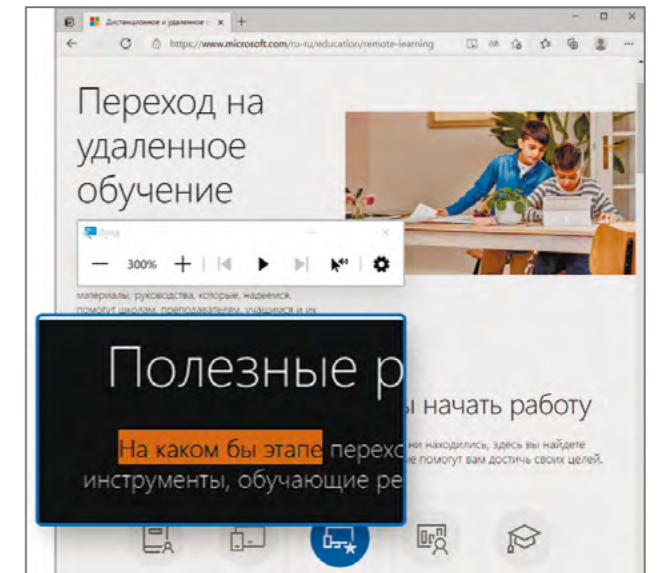 Дистанционное и удаленное о
https://www.microsoft.com/ru-ru/education/remote-learning
Переход на
удаленное
обучение
Лупа
300%
материалы, руководства, которые, надеемся,
помогут школам, преподавателям, учащимся и их
Полезные р
ы начать работу
На каком бы этапе перехо
ни находились, здесь вы найдете
инструменты, обучающие ре
ые помогут вам достичь своих целей.